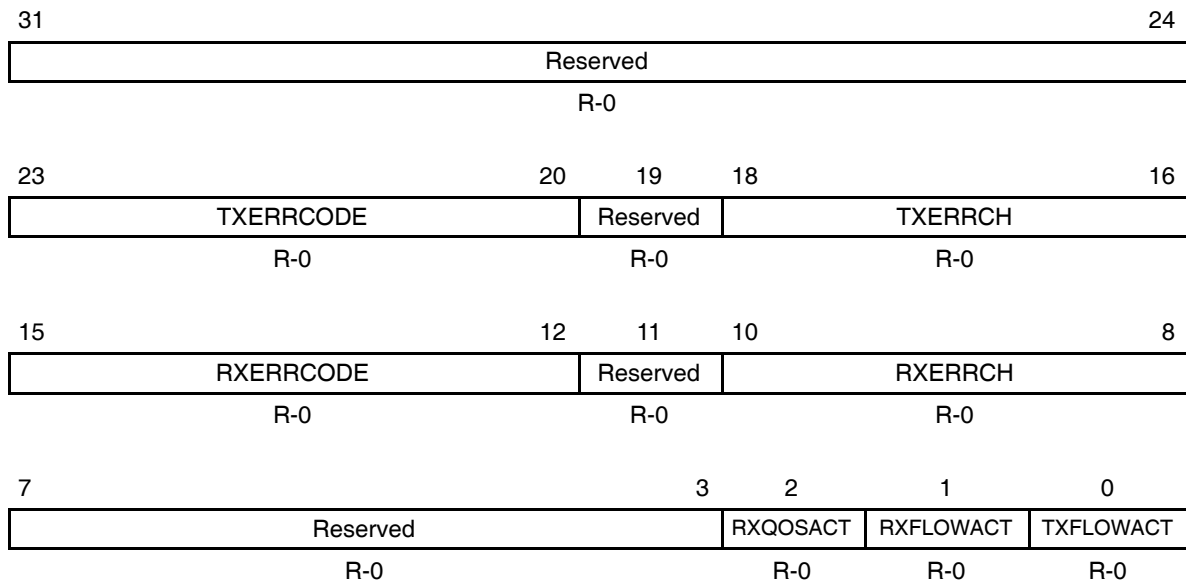 31 24
Reserved
R-0
23 20 19 18 16
TXERRCODE Reserved TXERRCH
R-0 R-0 R-0
15 12 11 10 8
RXERRCODE Reserved RXERRCH
R-0 R-0 R-0
7 3 2 1 0
Reserved RXQOSACT RXFLOWACT TXFLOWACT
R-0 R-0 R-0 R-0